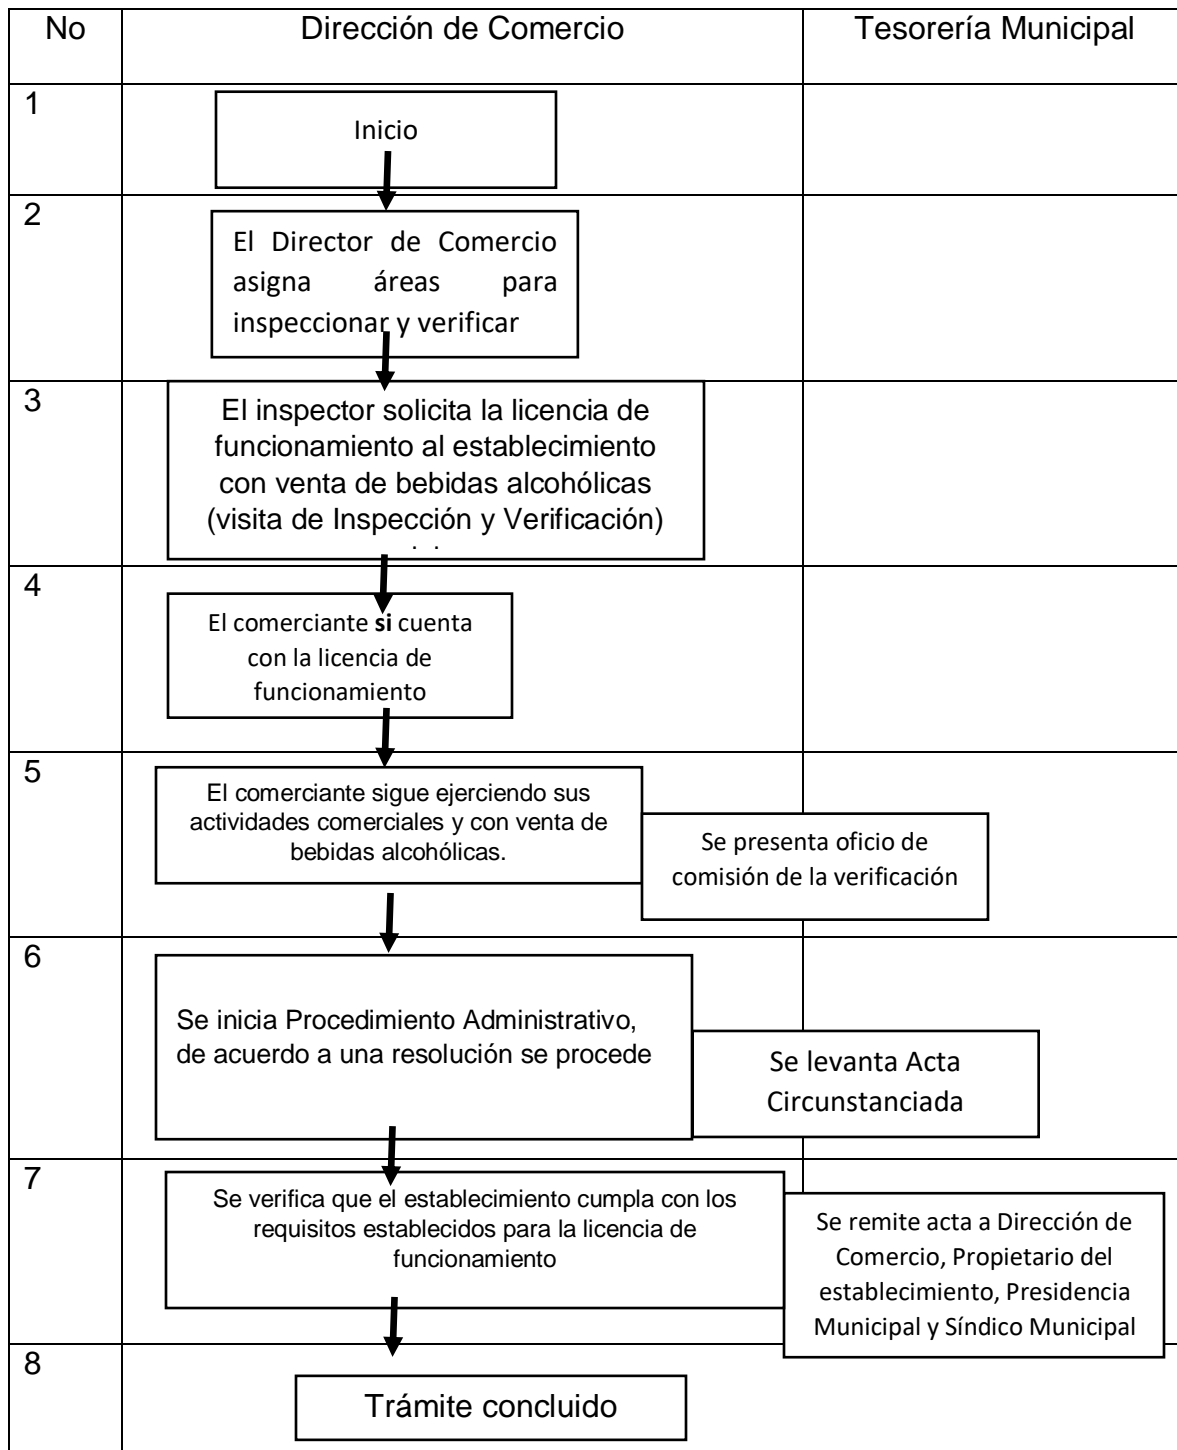 No
Dirección de Comercio
Tesorería Municipal
1
Inicio
2
El Director de Comercio
asigna áreas para
inspeccionar y verificar
3
El inspector solicita la licencia de
funcionamiento al establecimiento
con venta de bebidas alcohólicas
(visita de Inspección y Verificación)
4
El comerciante si cuenta
con la licencia de
funcionamiento
5
El comerciante sigue ejerciendo sus
actividades comerciales y con venta de
bebidas alcohólicas.
Se presenta oficio de
comisión de la verificación
6
Se inicia Procedimiento Administrativo,
de acuerdo a una resolución se procede
Se levanta Acta
Circunstanciada
7
Se verifica que el establecimiento cumpla con los
requisitos establecidos para la licencia de
funcionamiento
Se remite acta a Dirección de
Comercio, Propietario del
establecimiento, Presidencia
Municipal y Síndico Municipal
8
Trámite concluido